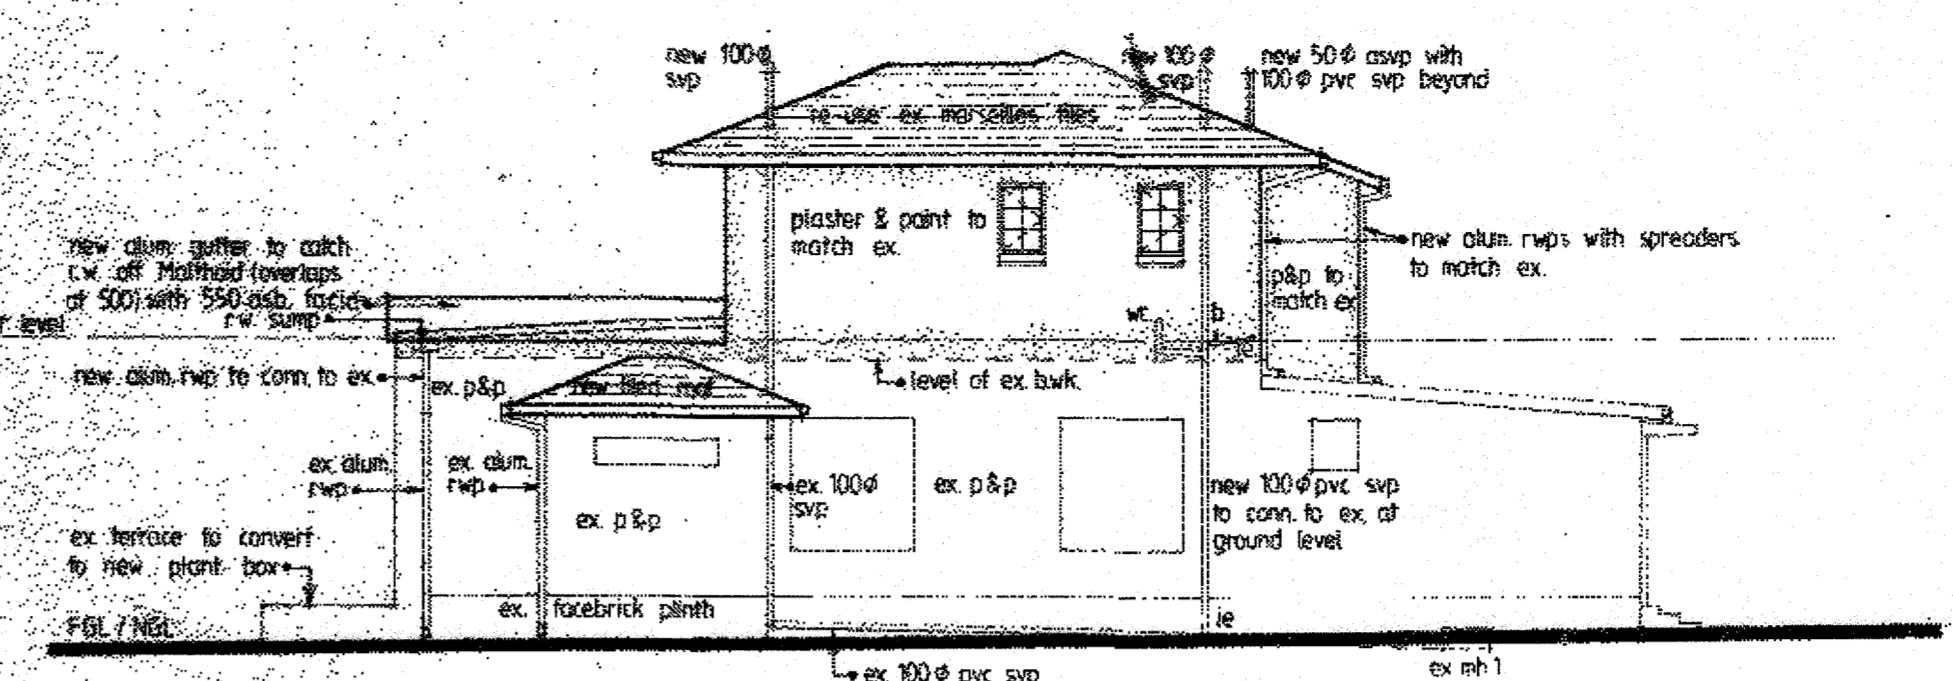 new 100ø
svp
new 100ø
svp
new 50ø asvp with
100ø pvc svp beyond
re-use ex. marseilles tiles
plaster & paint to
match ex.
new alum. gutter to catch
r.w. off Malthoid (overlaps
at 500) with 550 asb. facia
r level
r.w. sump
new alum. rwps with spreaders
to match ex.
p&p to
match ex
wc
b
new alum. rwp to conn. to ex.
ex. p&p
new tiled roof
level of ex. bwk.
ex. alum.
rwp
ex. alum.
rwp
ex. 100ø
svp
ex. p&p
new 100ø pvc svp
to conn. to ex. at
ground level
ex. p&p
ex terrace to convert
to new plant box
ex. facebrick plinth
ie
FGL / NGL
ex. 100ø pvc svp
ex mh 1